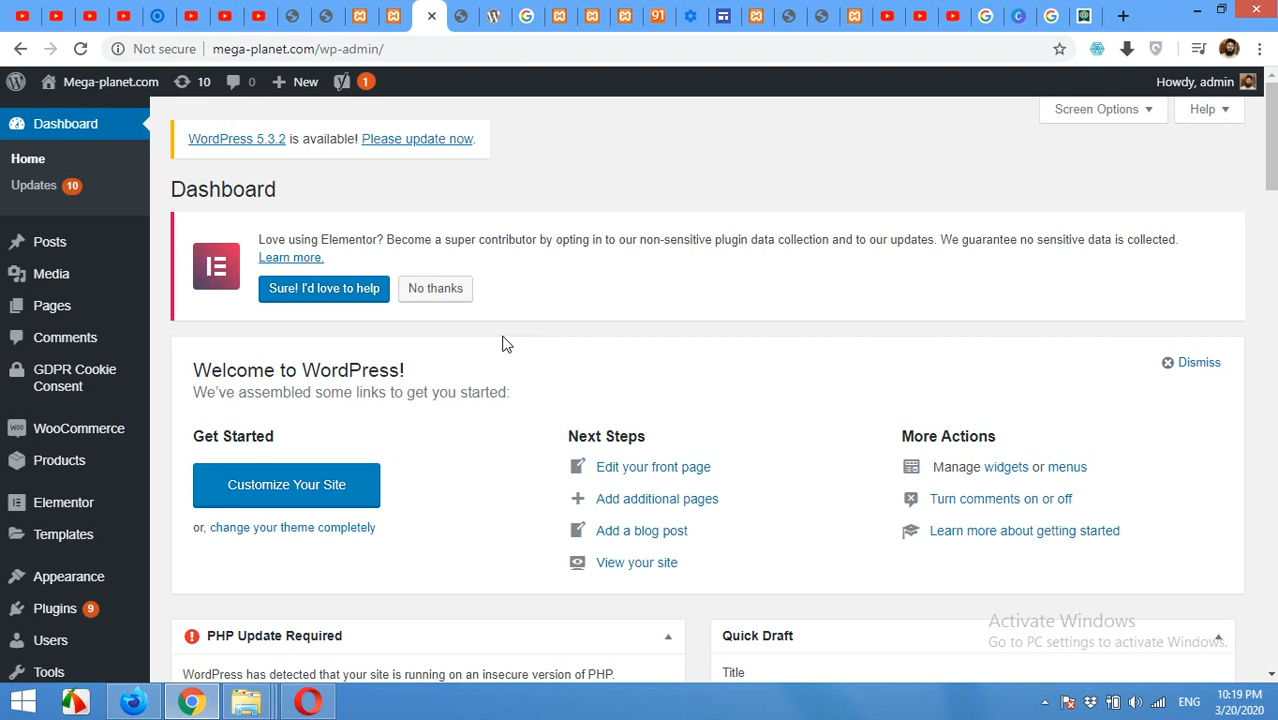 91
Not secure
mega-planet.com/wp-admin/
Mega-planet.com
10
0
New
1
Howdy, admin
Dashboard
Home
Updates 10
Posts
Media
Pages
Comments
GDPR Cookie
Consent
WooCommerce
Products
Elementor
Templates
Appearance
Plugins 9
Users
Tools
Screen Options
Help
WordPress 5.3.2 is available! Please update now.
Dashboard
Love using Elementor? Become a super contributor by opting in to our non-sensitive plugin data collection and to our updates. We guarantee no sensitive data is collected.
Learn more.
Sure! I'd love to help
No thanks
Welcome to WordPress!
We've assembled some links to get you started:
Dismiss
Get Started
Customize Your Site
or, change your theme completely
Next Steps
Edit your front page
Add additional pages
Add a blog post
View your site
More Actions
Manage widgets or menus
Turn comments on or off
Learn more about getting started
PHP Update Required
WordPress has detected that your site is running on an insecure version of PHP.
Quick Draft
Title
Activate Windows
Go to PC settings to activate Windows.
ENG
10:19 PM
3/20/2020